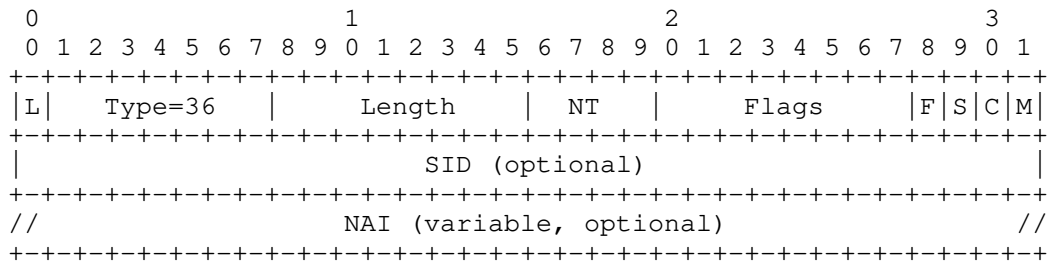 0                   1                   2                   3
 0 1 2 3 4 5 6 7 8 9 0 1 2 3 4 5 6 7 8 9 0 1 2 3 4 5 6 7 8 9 0 1
+-+-+-+-+-+-+-+-+-+-+-+-+-+-+-+-+-+-+-+-+-+-+-+-+-+-+-+-+-+-+-+-+
|L|   Type=36   |     Length    |  NT   |     Flags     |F|S|C|M|
+-+-+-+-+-+-+-+-+-+-+-+-+-+-+-+-+-+-+-+-+-+-+-+-+-+-+-+-+-+-+-+-+
|                         SID (optional)                        |
+-+-+-+-+-+-+-+-+-+-+-+-+-+-+-+-+-+-+-+-+-+-+-+-+-+-+-+-+-+-+-+-+
//                   NAI (variable, optional)                  //
+-+-+-+-+-+-+-+-+-+-+-+-+-+-+-+-+-+-+-+-+-+-+-+-+-+-+-+-+-+-+-+-+